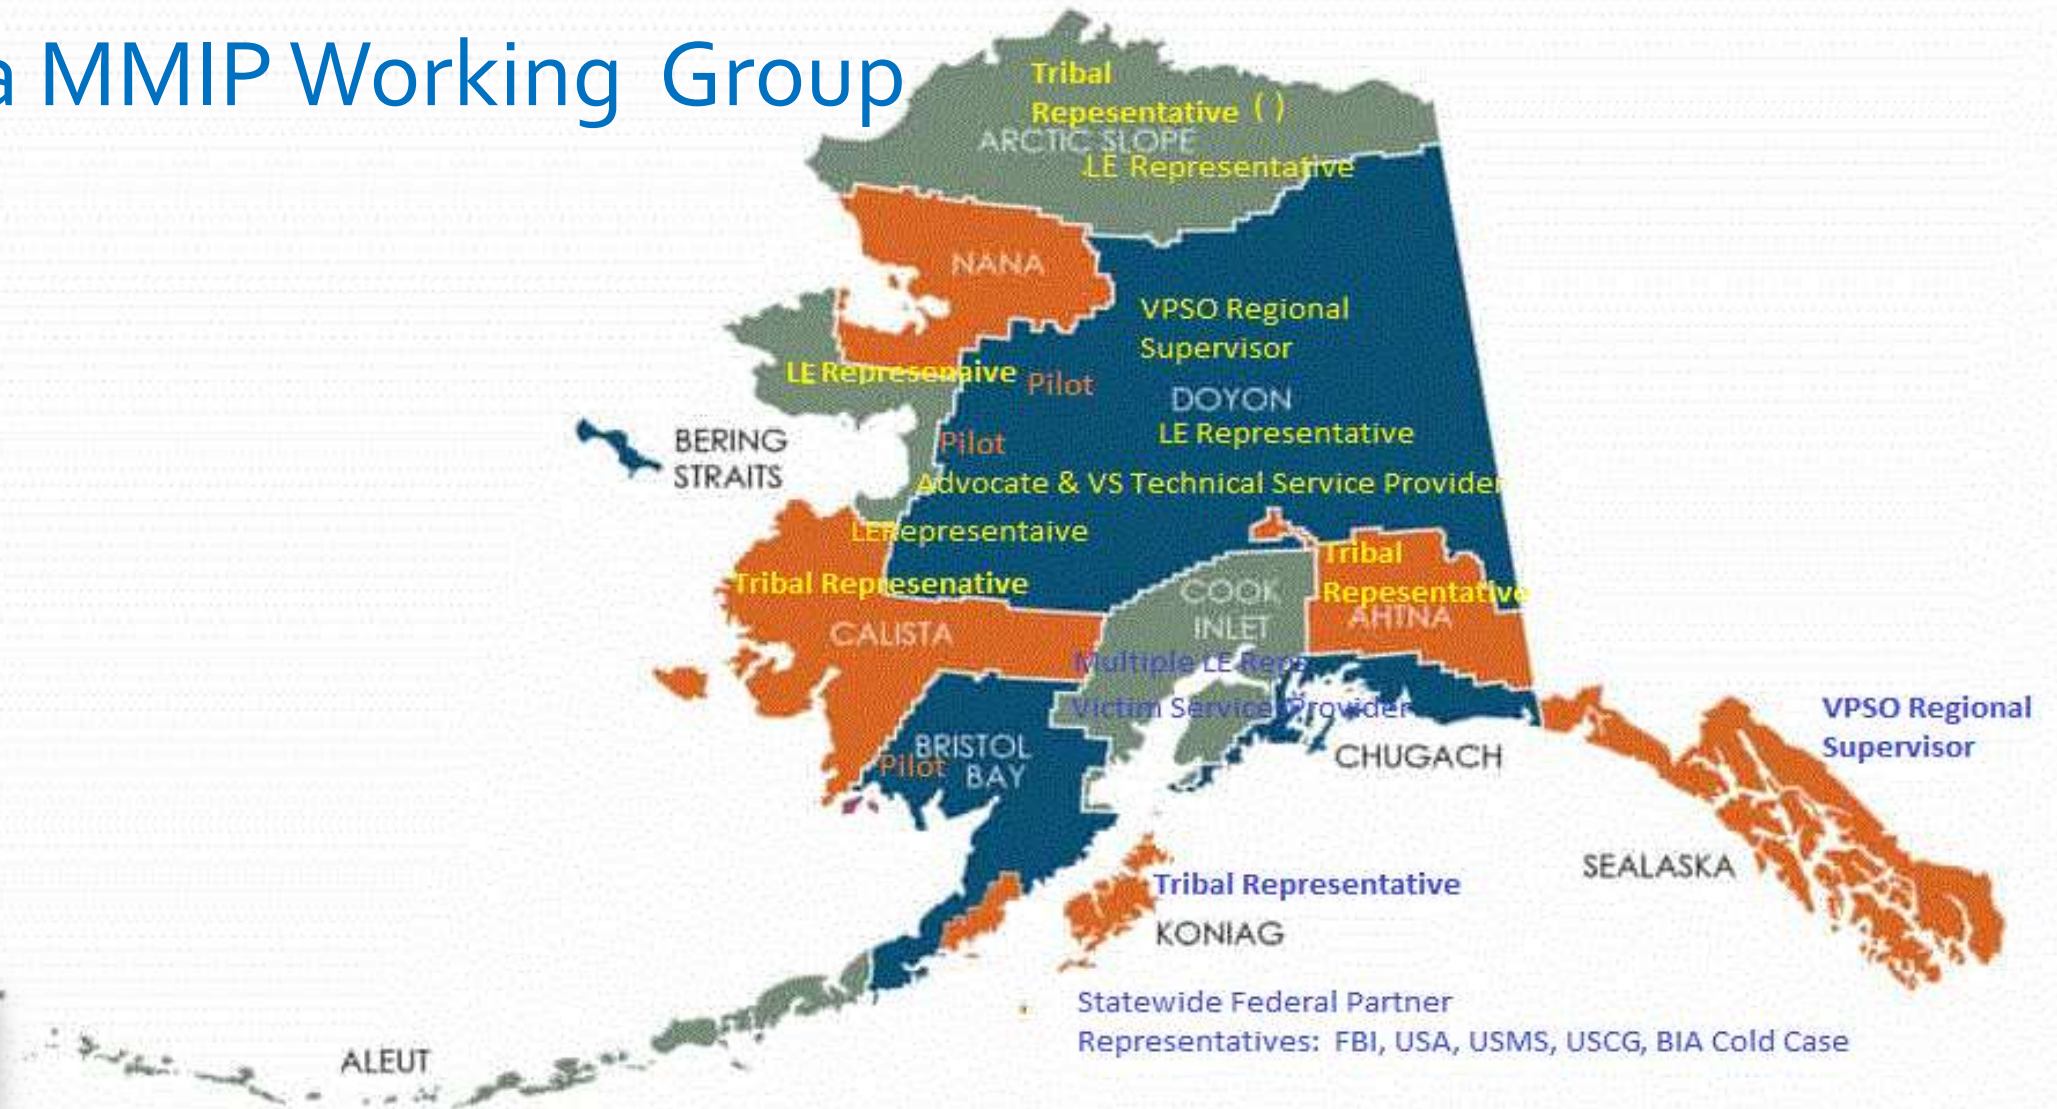 a MMIP Working Group
Tribal
Repesentative ( )
ARCTIC SLOPE
LE Representative
NANA
VPSO Regional
Supervisor
LE Represenaive
Pilot
DOYON
LE Representative
BERING
STRAITS
Pilot
Advocate & VS Technical Service Provider
LERepresentaive
Tribal
Repesentative
AHTNA
Tribal Represenative
COOK
INLET
CALISTA
Multiple LE Reps
Victim Service Provider
VPSO Regional
Supervisor
BRISTOL
BAY
Pilot
CHUGACH
SEALASKA
Tribal Representative
KONIAG
Statewide Federal Partner
Representatives: FBI, USA, USMS, USCG, BIA Cold Case
ALEUT